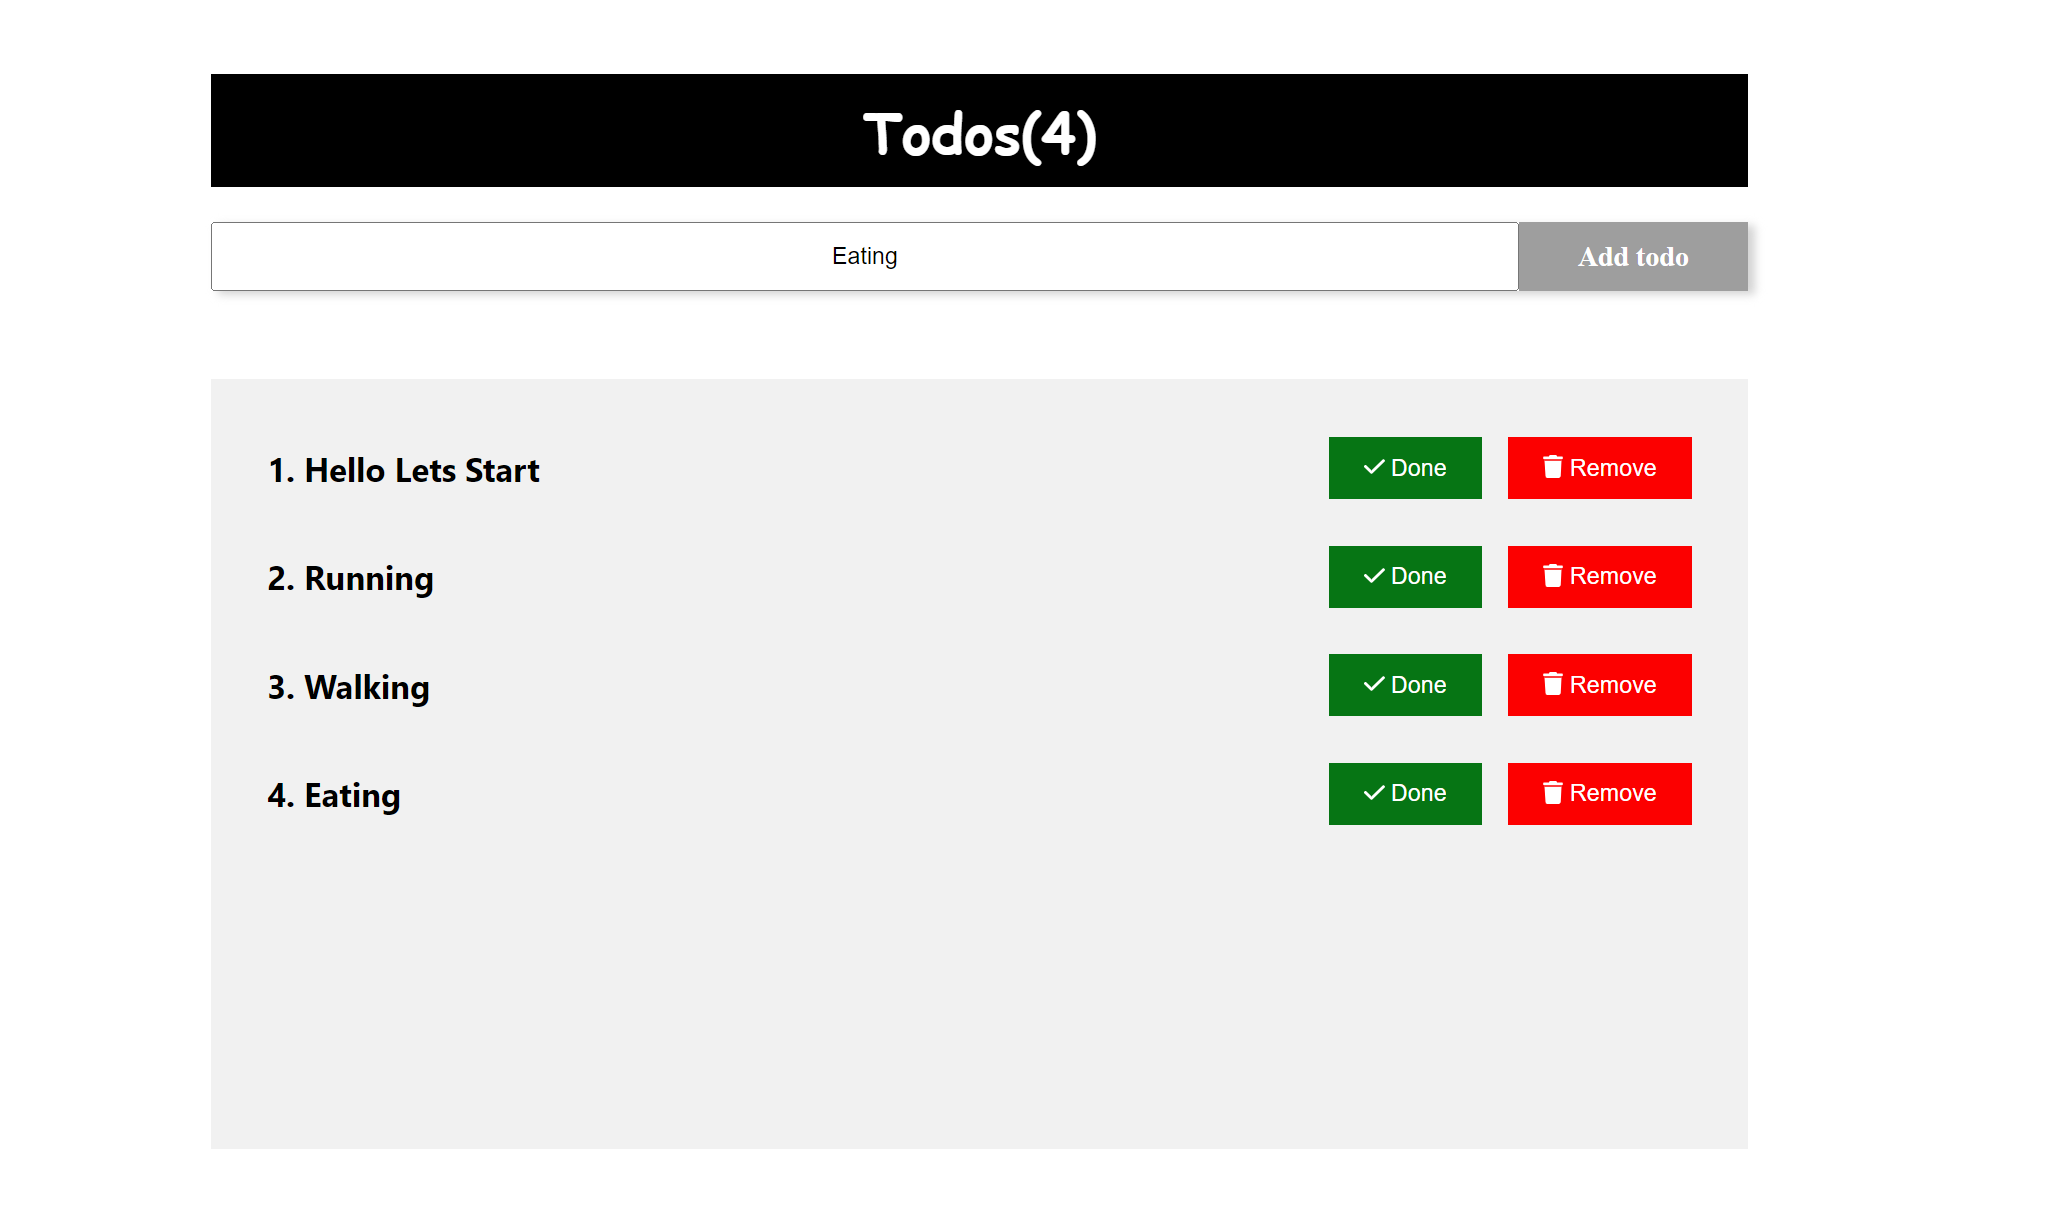 Todos(4)
Eating
Add todo
1. Hello Lets Start
Done
Remove
2. Running
Done
Remove
3. Walking
Done
Remove
4. Eating
Done
Remove